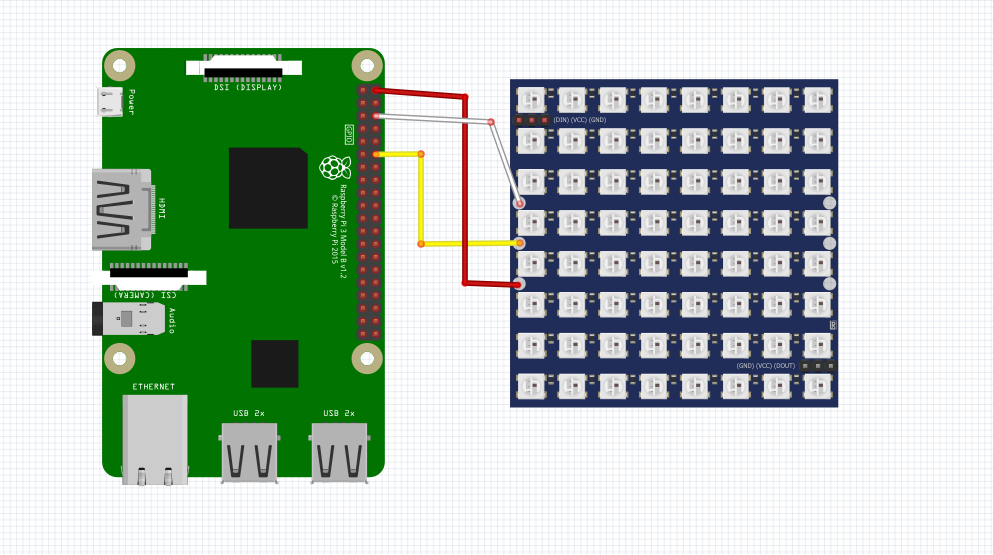 DSI (DISPLAY)
Power
(DIN) (VCC) (GND)
GPIO
Raspberry Pi 3 Model B v1.2
© Raspberry Pi 2015
HDMI
CSI (CAMERA)
Audio
(GND) (VCC) (DOUT)
ETHERNET
USB 2x
USB 2x